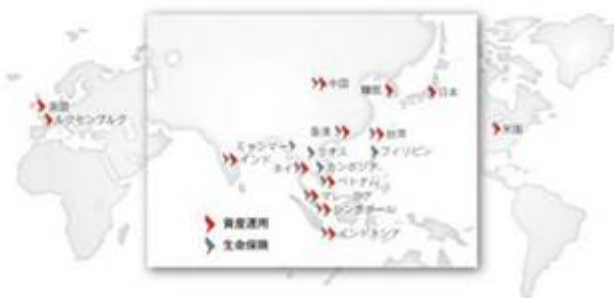 中国
韓国
日本
英国
ルクセンブルグ
香港
台湾
米国
ミャンマー
ラオス
フィリピン
インド
タイ
カンボジア
ベトナム
マレーシア
シンガポール
インドネシア
資産運用
生命保険